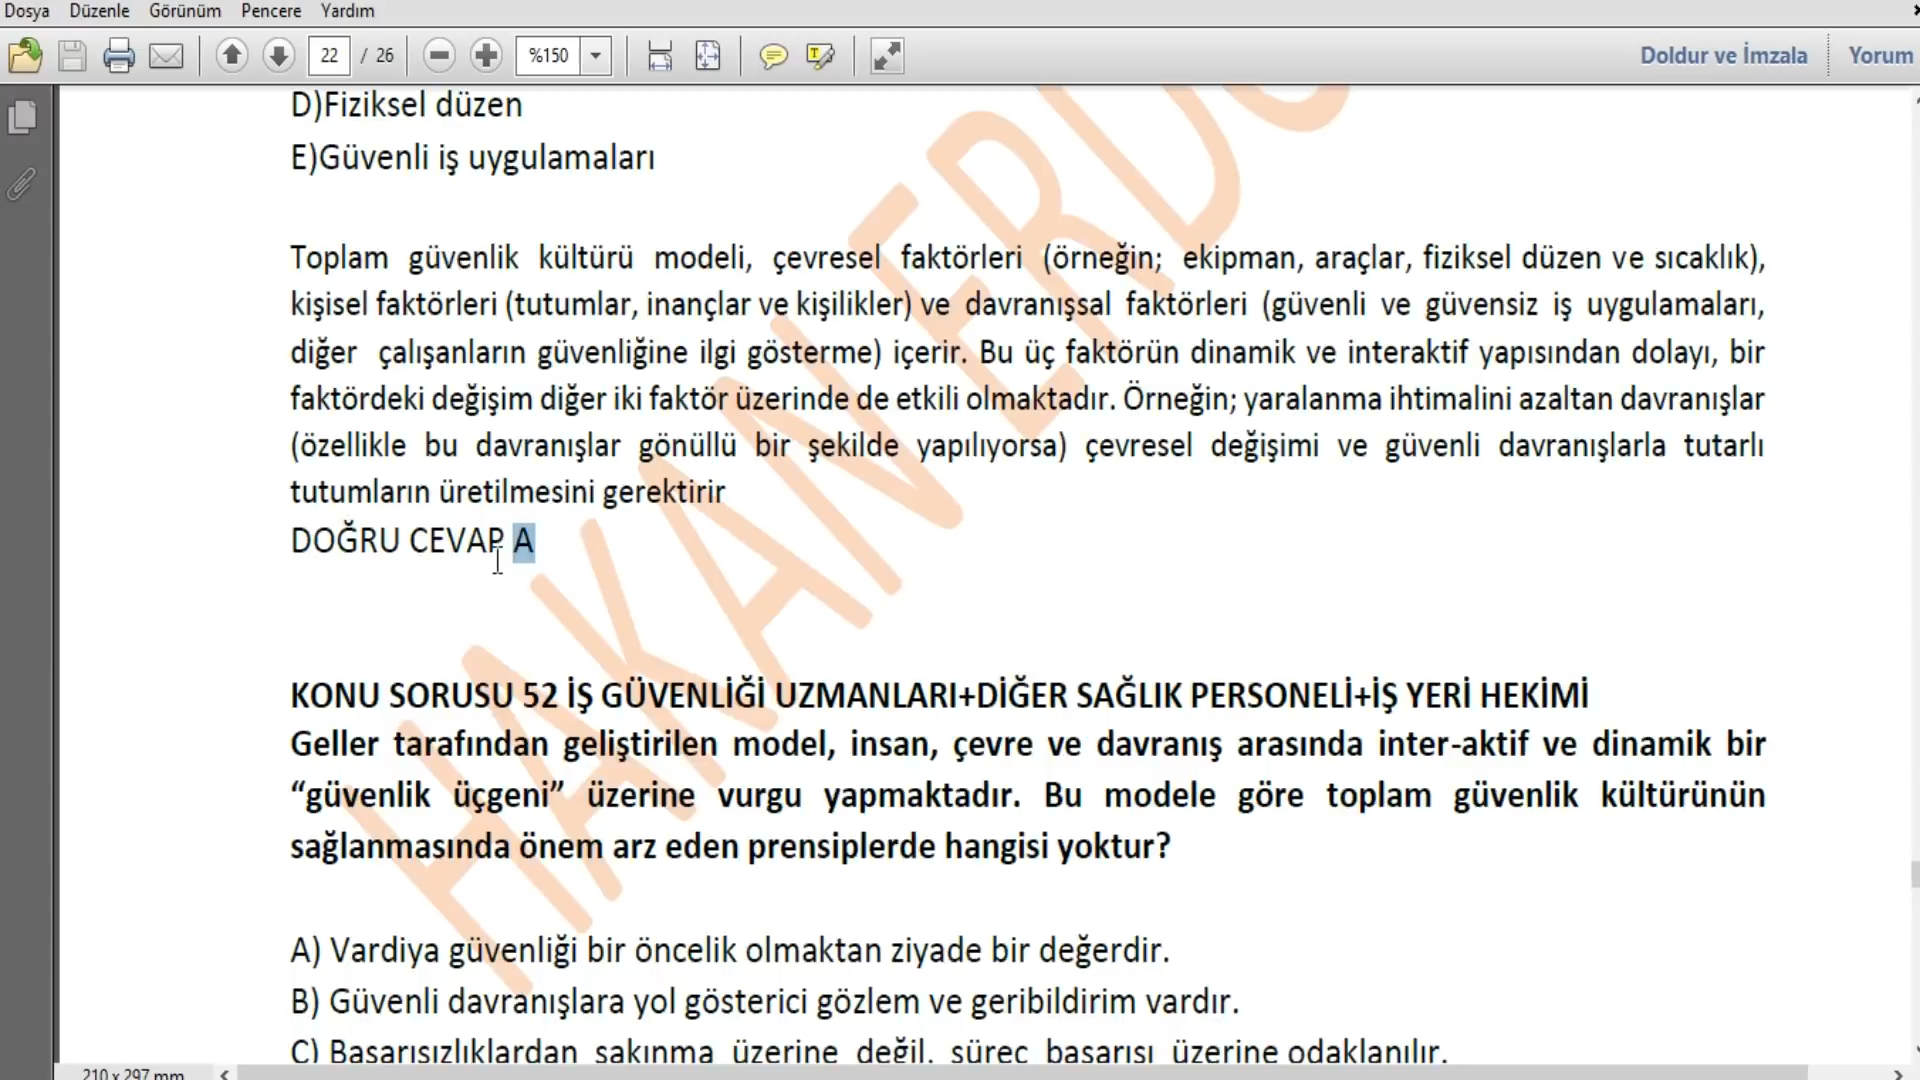 Dosya Düzenle Görünüm Pencere Yardım
22 / 26 %150 Doldur ve İmzala Yorum
D)Fiziksel düzen
E)Güvenli iş uygulamaları
Toplam güvenlik kültürü modeli, çevresel faktörleri (örneğin; ekipman, araçlar, fiziksel düzen ve sıcaklık),
kişisel faktörleri (tutumlar, inançlar ve kişilikler) ve davranışsal faktörleri (güvenli ve güvensiz iş uygulamaları,
diğer çalışanların güvenliğine ilgi gösterme) içerir. Bu üç faktörün dinamik ve interaktif yapısından dolayı, bir
faktördeki değişim diğer iki faktör üzerinde de etkili olmaktadır. Örneğin; yaralanma ihtimalini azaltan davranışlar
(özellikle bu davranışlar gönüllü bir şekilde yapılıyorsa) çevresel değişimi ve güvenli davranışlarla tutarlı
tutumların üretilmesini gerektirir
DOĞRU CEVAP A
KONU SORUSU 52 İŞ GÜVENLİĞİ UZMANLARI+DİĞER SAĞLIK PERSONELİ+İŞ YERİ HEKİMİ
Geller tarafından geliştirilen model, insan, çevre ve davranış arasında inter-aktif ve dinamik bir
“güvenlik üçgeni” üzerine vurgu yapmaktadır. Bu modele göre toplam güvenlik kültürünün
sağlanmasında önem arz eden prensiplerde hangisi yoktur?
A) Vardiya güvenliği bir öncelik olmaktan ziyade bir değerdir.
B) Güvenli davranışlara yol gösterici gözlem ve geribildirim vardır.
C) Başarısızlıklardan sakınma üzerine değil, süreç başarısı üzerine odaklanılır.
210 x 297 mm
HAKAN ERDO